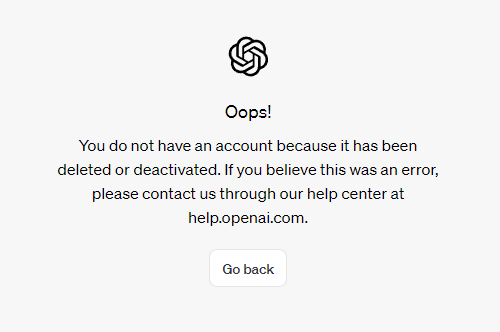 Oops!
You do not have an account because it has been
deleted or deactivated. If you believe this was an error,
please contact us through our help center at
help.openai.com.
Go back